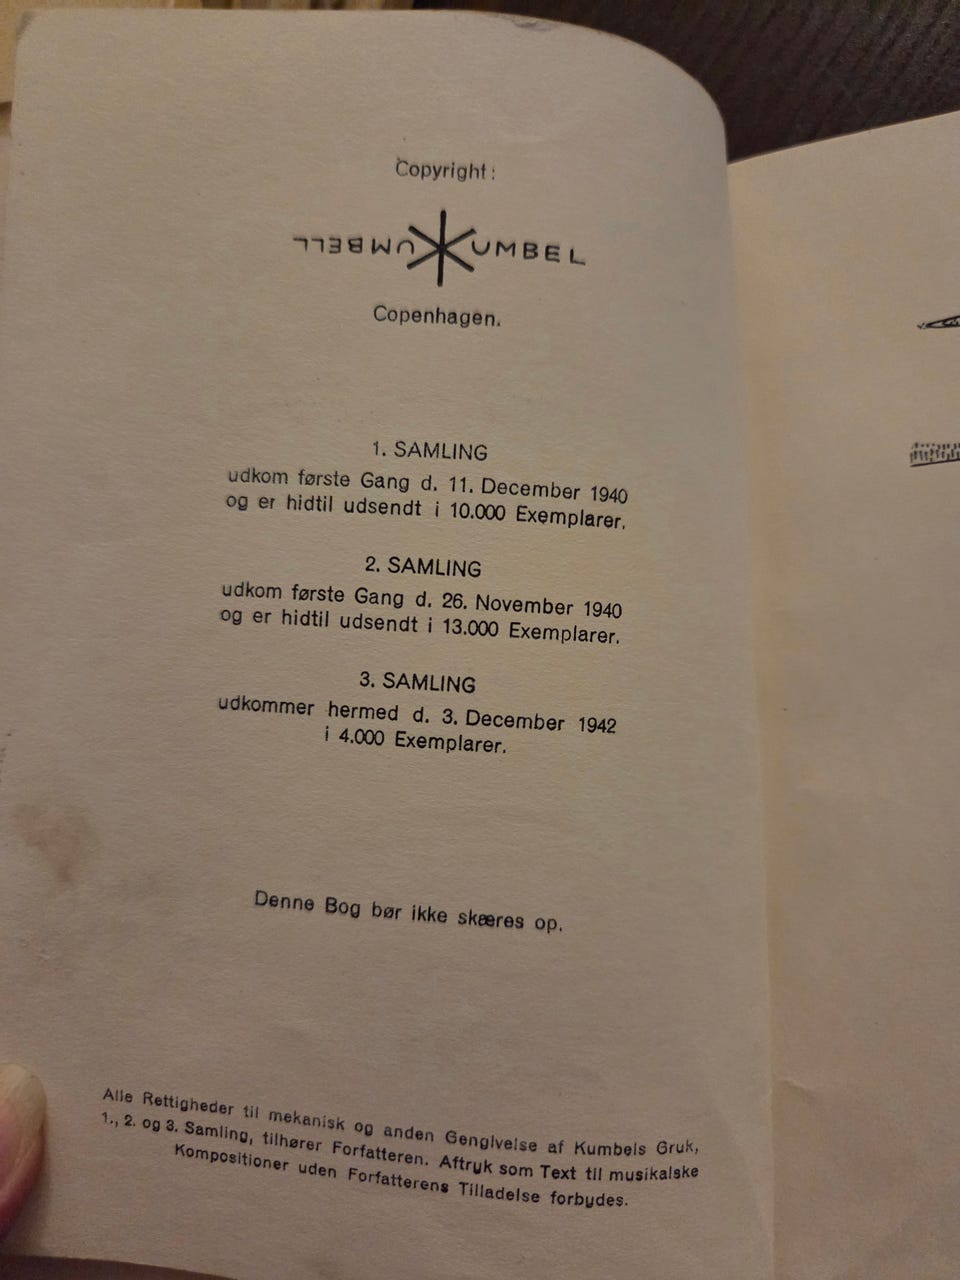 Copyright:
KUMBELL KUMBEL
Copenhagen.
1. SAMLING
udkom første Gang d. 11. December 1940
og er hidtil udsendt i 10.000 Exemplarer.
2. SAMLING
udkom første Gang d. 26. November 1940
og er hidtil udsendt i 13.000 Exemplarer.
3. SAMLING
udkommer hermed d. 3. December 1942
i 4.000 Exemplarer.
Denne Bog bør ikke skæres op.
Alle Rettigheder til mekanisk og anden Gengivelse af Kumbels Gruk,
1., 2. og 3. Samling, tilhører Forfatteren. Aftryk som Text til musikalske
Kompositioner uden Forfatterens Tilladelse forbydes.